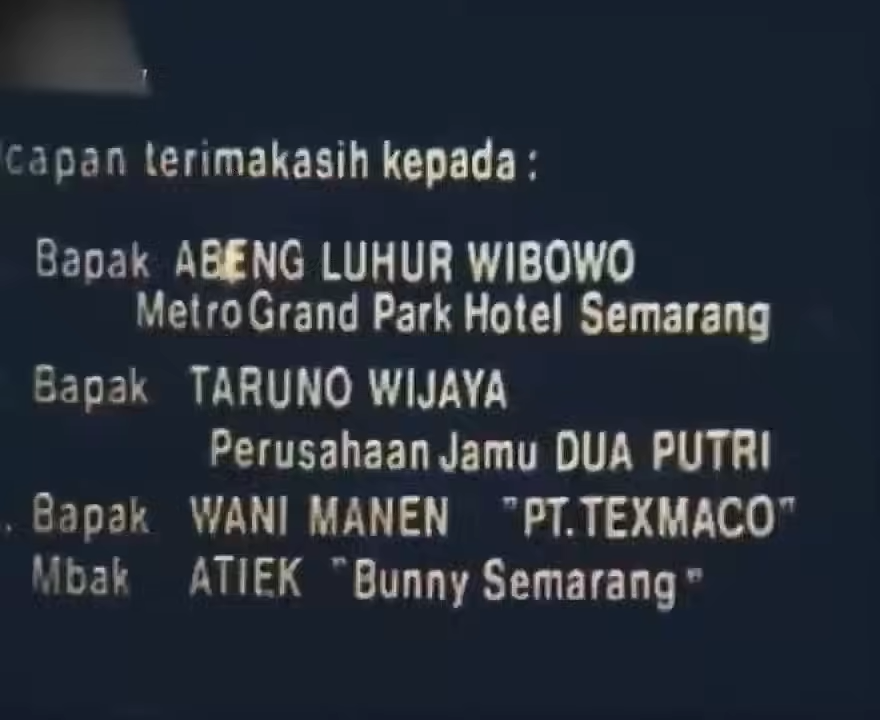 capan terimakasih kepada :
Bapak ABENG LUHUR WIBOWO
Metro Grand Park Hotel Semarang
Bapak TARUNO WIJAYA
Perusahaan Jamu DUA PUTRI
. Bapak WANI MANEN "PT.TEXMACO"
Mbak ATIEK "Bunny Semarang"